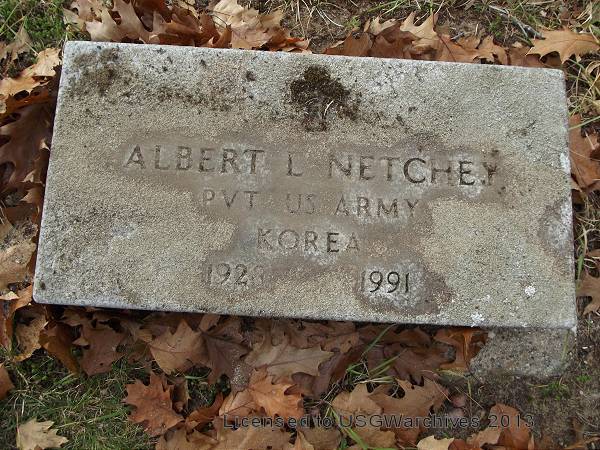 ALBERT L NETCHEY
PVT US ARMY
KOREA
1991
Licensed to USGWarchives 2013